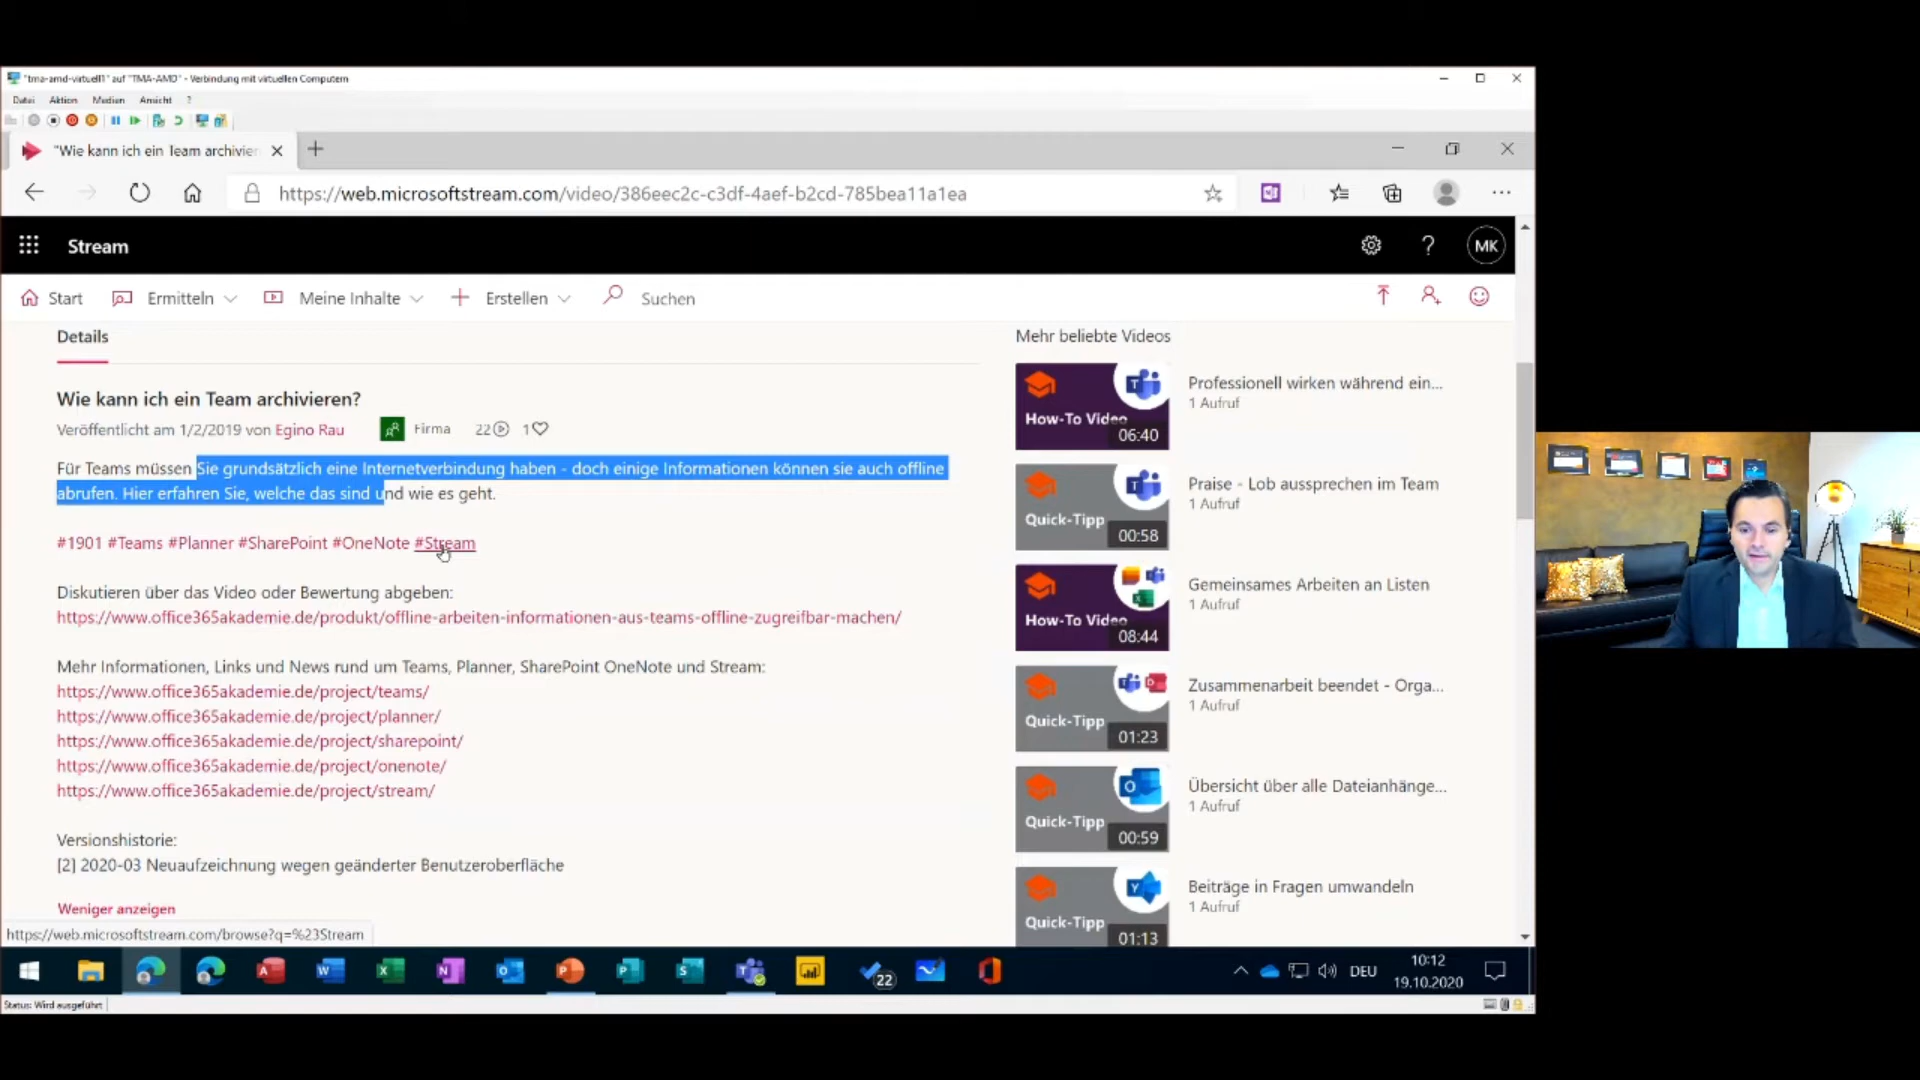 "tma-amd-virtuell1" auf "TMA-AMD" - Verbindung mit virtuellen Computern
Datei Aktion Medien Ansicht ?
"Wie kann ich ein Team archivier
https://web.microsoftstream.com/video/386eec2c-c3df-4aef-b2cd-785bea11a1ea
Stream
MK
Start Ermitteln Meine Inhalte Erstellen Suchen
Details
Wie kann ich ein Team archivieren?
Veröffentlicht am 1/2/2019 von Egino Rau Firma 22 1
Für Teams müssen Sie grundsätzlich eine Internetverbindung haben - doch einige Informationen können sie auch offline
abrufen. Hier erfahren Sie, welche das sind und wie es geht.
#1901 #Teams #Planner #SharePoint #OneNote #Stream
Diskutieren über das Video oder Bewertung abgeben:
https://www.office365akademie.de/produkt/offline-arbeiten-informationen-aus-teams-offline-zugreifbar-machen/
Mehr Informationen, Links und News rund um Teams, Planner, SharePoint OneNote und Stream:
https://www.office365akademie.de/project/teams/
https://www.office365akademie.de/project/planner/
https://www.office365akademie.de/project/sharepoint/
https://www.office365akademie.de/project/onenote/
https://www.office365akademie.de/project/stream/
Versionshistorie:
[2] 2020-03 Neuaufzeichnung wegen geänderter Benutzeroberfläche
Weniger anzeigen
https://web.microsoftstream.com/browse?q=%23Stream
Mehr beliebte Videos
How-To Video
06:40
Professionell wirken während ein...
1 Aufruf
Quick-Tipp
00:58
Praise - Lob aussprechen im Team
1 Aufruf
How-To Video
08:44
Gemeinsames Arbeiten an Listen
1 Aufruf
Quick-Tipp
01:23
Zusammenarbeit beendet - Orga...
1 Aufruf
Quick-Tipp
00:59
Übersicht über alle Dateianhänge...
1 Aufruf
Quick-Tipp
01:13
Beiträge in Fragen umwandeln
1 Aufruf
22
DEU
10:12
19.10.2020
Status: Wird ausgeführt